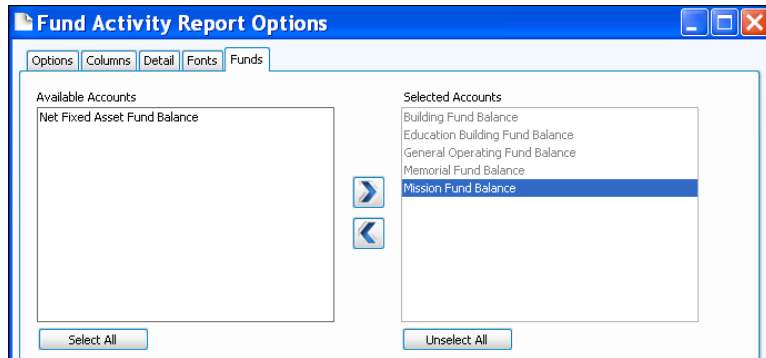 Fund Activity Report Options
Options Columns Detail Fonts Funds
Available Accounts
Net Fixed Asset Fund Balance
Select All
Selected Accounts
Building Fund Balance
Education Building Fund Balance
General Operating Fund Balance
Memorial Fund Balance
Mission Fund Balance
Unselect All